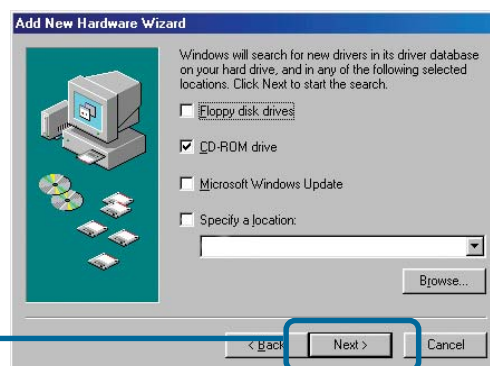 Add New Hardware Wizard
Windows will search for new drivers in its driver database
on your hard drive, and in any of the following selected
locations. Click Next to start the search.
Floppy disk drives
CD-ROM drive
Microsoft Windows Update
Specify a location:
Browse...
< Back
Next >
Cancel